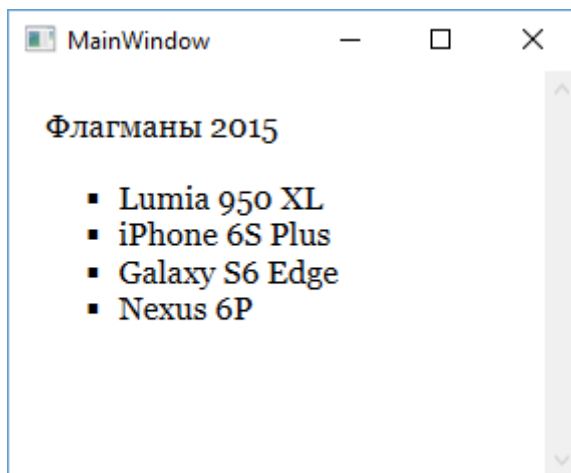 MainWindow
Флагманы 2015
▪ Lumia 950 XL
▪ iPhone 6S Plus
▪ Galaxy S6 Edge
▪ Nexus 6P